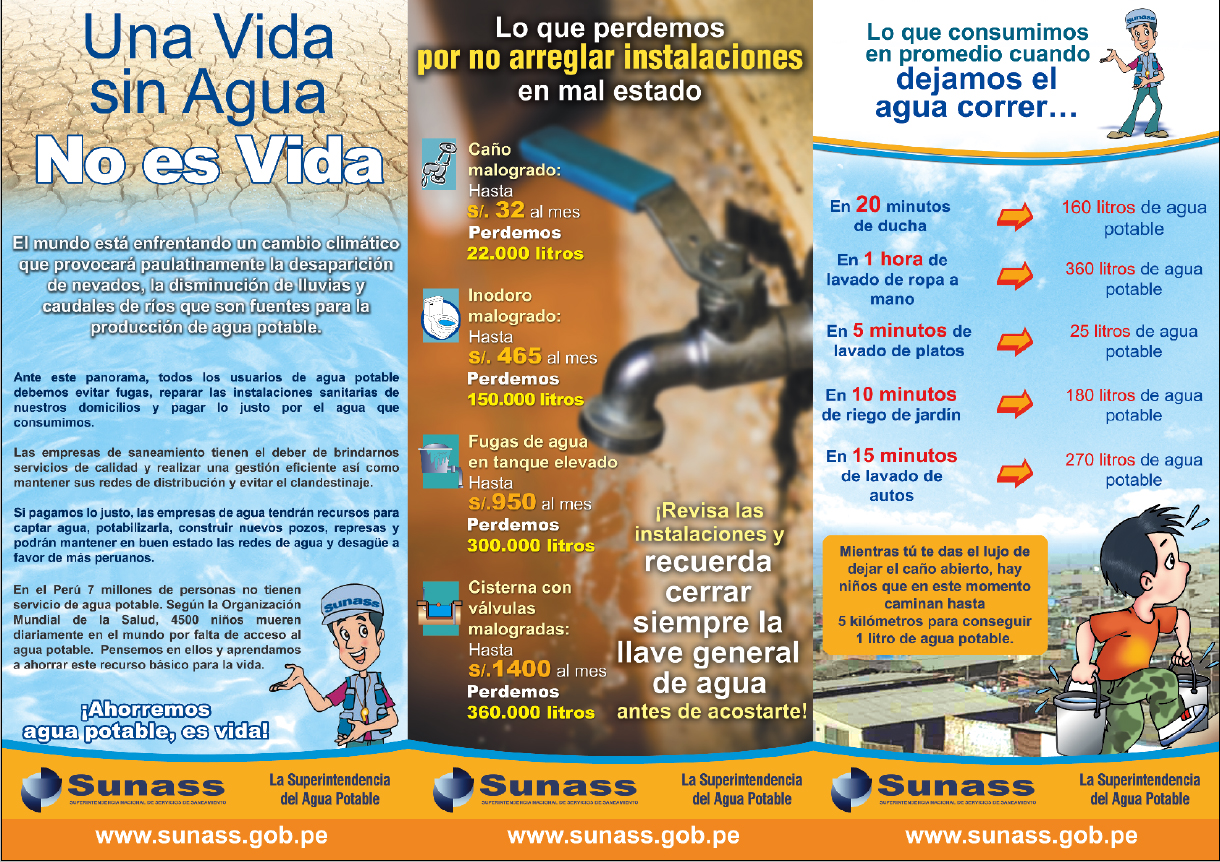 Una Vida
sin Agua
No es Vida
El mundo está enfrentando un cambio climático
que provocará paulatinamente la desaparición
de nevados, la disminución de lluvias y
caudales de ríos que son fuentes para la
producción de agua potable.
Ante este panorama, todos los usuarios de agua potable
debemos evitar fugas, reparar las instalaciones sanitarias de
nuestros domicilios y pagar lo justo por el agua que
consumimos.
Las empresas de saneamiento tienen el deber de brindarnos
servicios de calidad y realizar una gestión eficiente así como
mantener sus redes de distribución y evitar el clandestinaje.
Si pagamos lo justo, las empresas de agua tendrán recursos para
captar agua, potabilizarla, construir nuevos pozos, represas y
podrán mantener en buen estado las redes de agua y desagüe a
favor de más peruanos.
En el Perú 7 millones de personas no tienen
servicio de agua potable. Según la Organización
Mundial de la Salud, 4500 niños mueren
diariamente en el mundo por falta de acceso al
agua potable. Pensemos en ellos y aprendamos
a ahorrar este recurso básico para la vida.
Sunass
¡Ahorremos
agua potable, es vida!
Sunass
SUPERINTENDENCIA NACIONAL DE SERVICIOS DE SANEAMIENTO
La Superintendencia
del Agua Potable
www.sunass.gob.pe
Lo que perdemos
por no arreglar instalaciones
en mal estado
Caño
malogrado:
Hasta
S/. 32 al mes
Perdemos
22.000 litros
Inodoro
malogrado:
Hasta
S/. 465 al mes
Perdemos
150.000 litros
Fugas de agua
en tanque elevado
Hasta
S/.950 al mes
Perdemos
300.000 litros
Cisterna con
válvulas
malogradas:
Hasta
S/.1400 al mes
Perdemos
360.000 litros
¡Revisa las
instalaciones y
recuerda
cerrar
siempre la
llave general
de agua
antes de acostarte!
Sunass
SUPERINTENDENCIA NACIONAL DE SERVICIOS DE SANEAMIENTO
La Superintendencia
del Agua Potable
www.sunass.gob.pe
Lo que consumimos
en promedio cuando
dejamos el
agua correr...
Sunass
En 20 minutos
de ducha
160 litros de agua
potable
En 1 hora de
lavado de ropa a
mano
360 litros de agua
potable
En 5 minutos de
lavado de platos
25 litros de agua
potable
En 10 minutos
de riego de jardín
180 litros de agua
potable
En 15 minutos
de lavado de
autos
270 litros de agua
potable
Mientras tú te das el lujo de
dejar el caño abierto, hay
niños que en este momento
caminan hasta
5 kilómetros para conseguir
1 litro de agua potable.
Sunass
SUPERINTENDENCIA NACIONAL DE SERVICIOS DE SANEAMIENTO
La Superintendencia
del Agua Potable
www.sunass.gob.pe